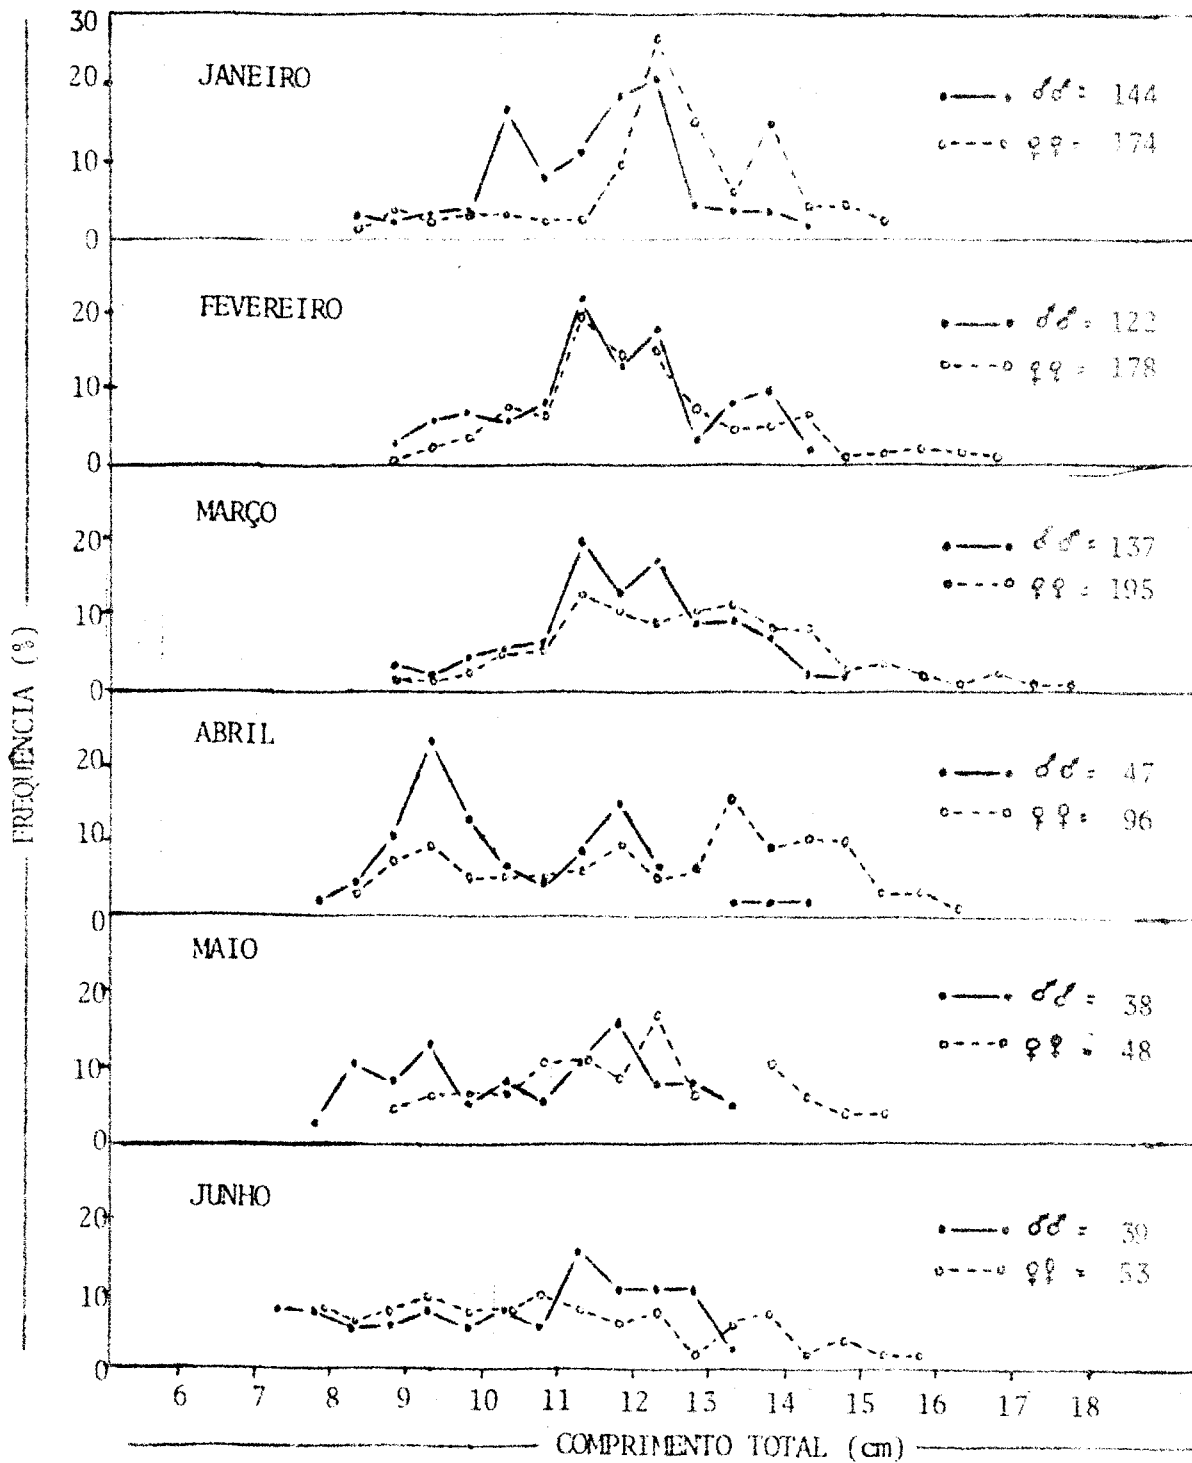 FREQUÊNCIA (%)
30
20
10
0
JANEIRO
♂♂ = 144
♀♀ = 174
20
10
0
FEVEREIRO
♂♂ = 122
♀♀ = 178
20
10
0
MARÇO
♂♂ = 137
♀♀ = 195
20
10
0
ABRIL
♂♂ = 47
♀♀ = 96
20
10
0
MAIO
♂♂ = 38
♀♀ = 48
20
10
0
JUNHO
♂♂ = 39
♀♀ = 53
6 7 8 9 10 11 12 13 14 15 16 17 18
COMPRIMENTO TOTAL (cm)